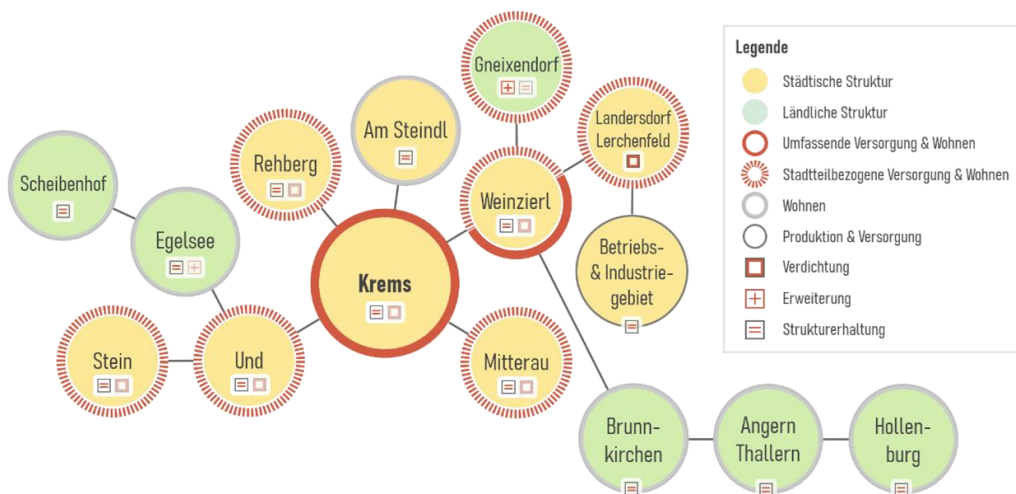 Gneixendorf
Am Steindl
Landersdorf
Lerchenfeld
Rehberg
Scheibenhof
Weinzierl
Egelsee
Betriebs-
& Industrie-
gebiet
Krems
Stein
Und
Mitterau
Brunn-
kirchen
Angern
Thallern
Hollen-
burg
Legende
Städtische Struktur
Ländliche Struktur
Umfassende Versorgung & Wohnen
Stadtteilbezogene Versorgung & Wohnen
Wohnen
Produktion & Versorgung
Verdichtung
Erweiterung
Strukturerhaltung